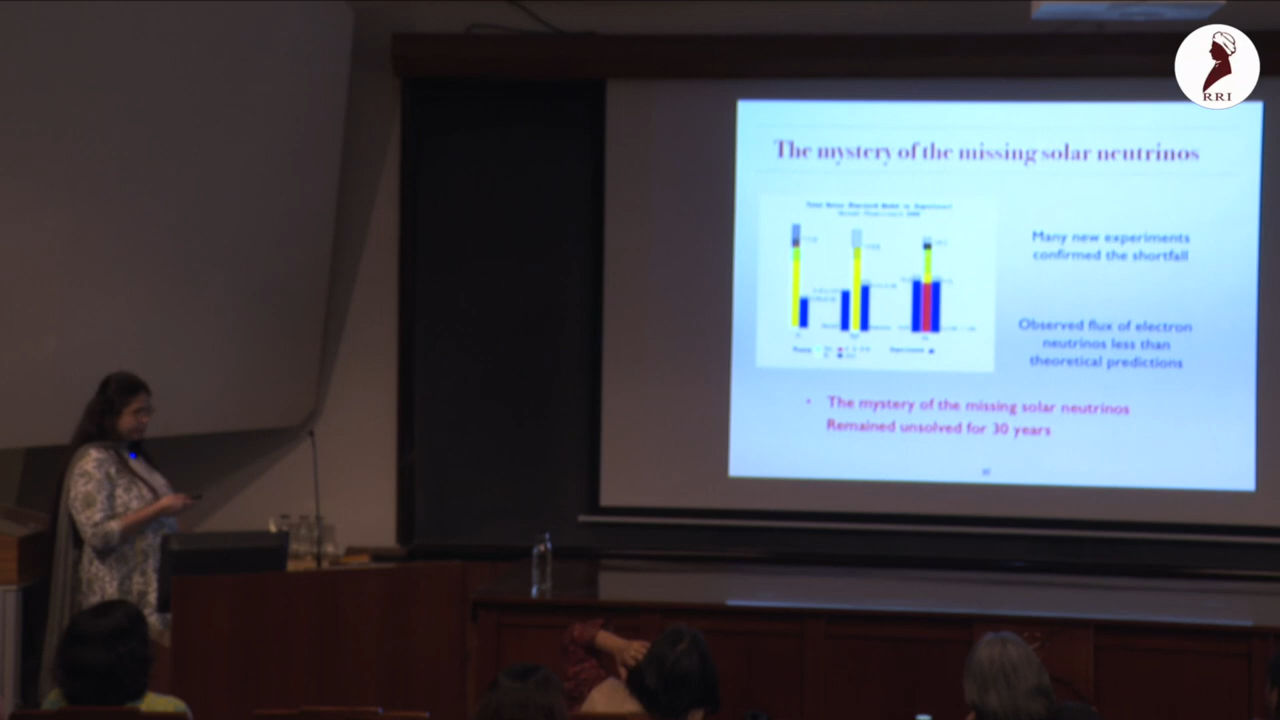 RRI
The mystery of the missing solar neutrinos
Many new experiments
confirmed the shortfall
Observed flux of electron
neutrinos less than
theoretical predictions
• The mystery of the missing solar neutrinos
Remained unsolved for 30 years